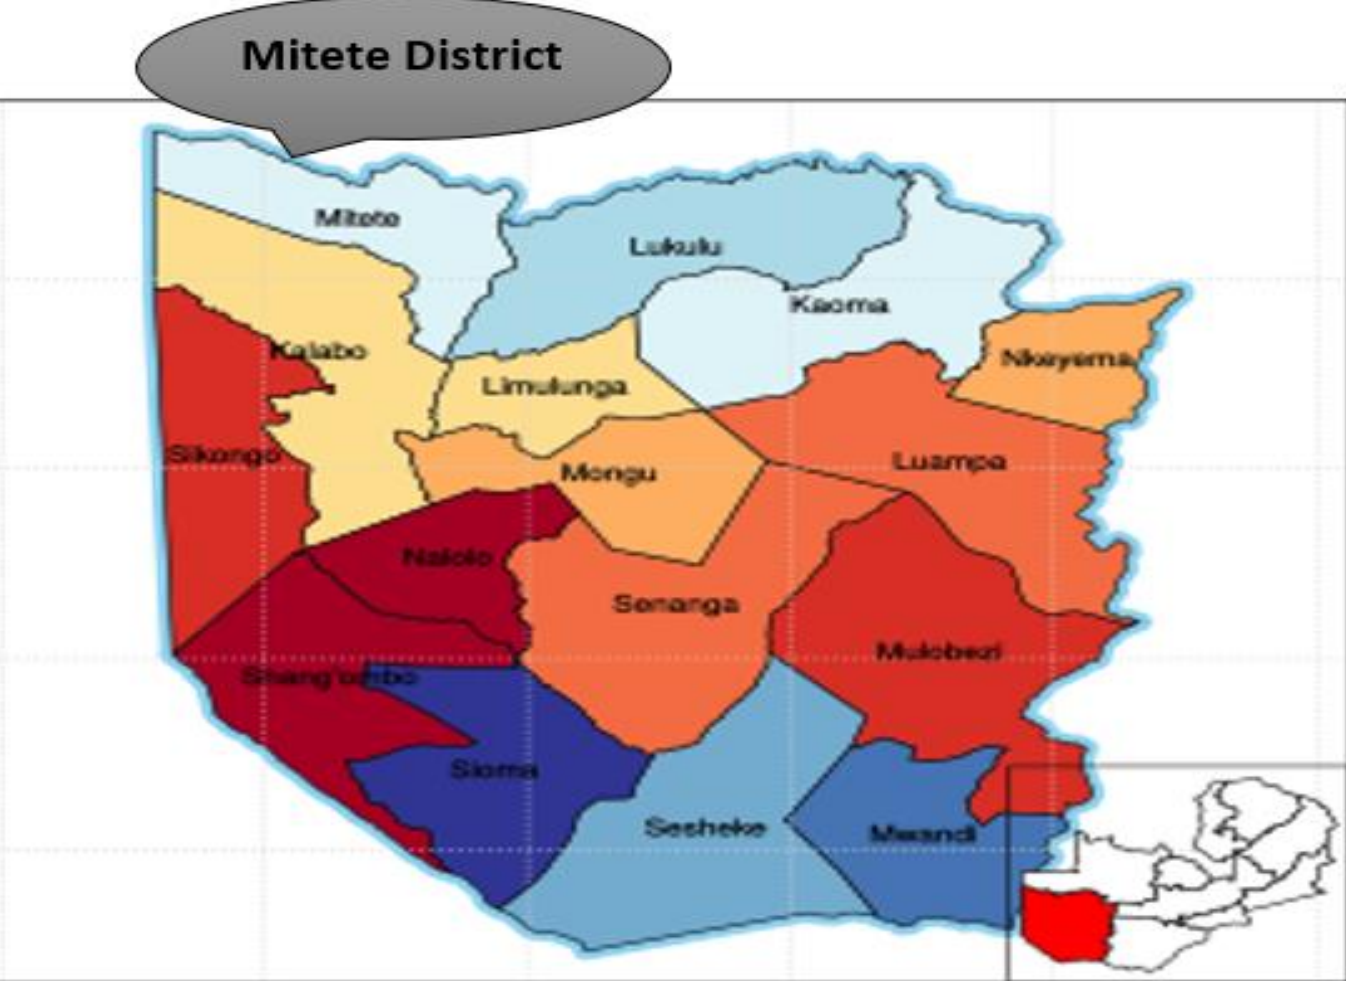 Mitete District
Mitete
Lukulu
Kaoma
Kalabo
Nkeyema
Limulunga
Sikongo
Mongu
Luampa
Nalolo
Senanga
Mulobezi
Shang'ombo
Sioma
Sesheke
Mwandi